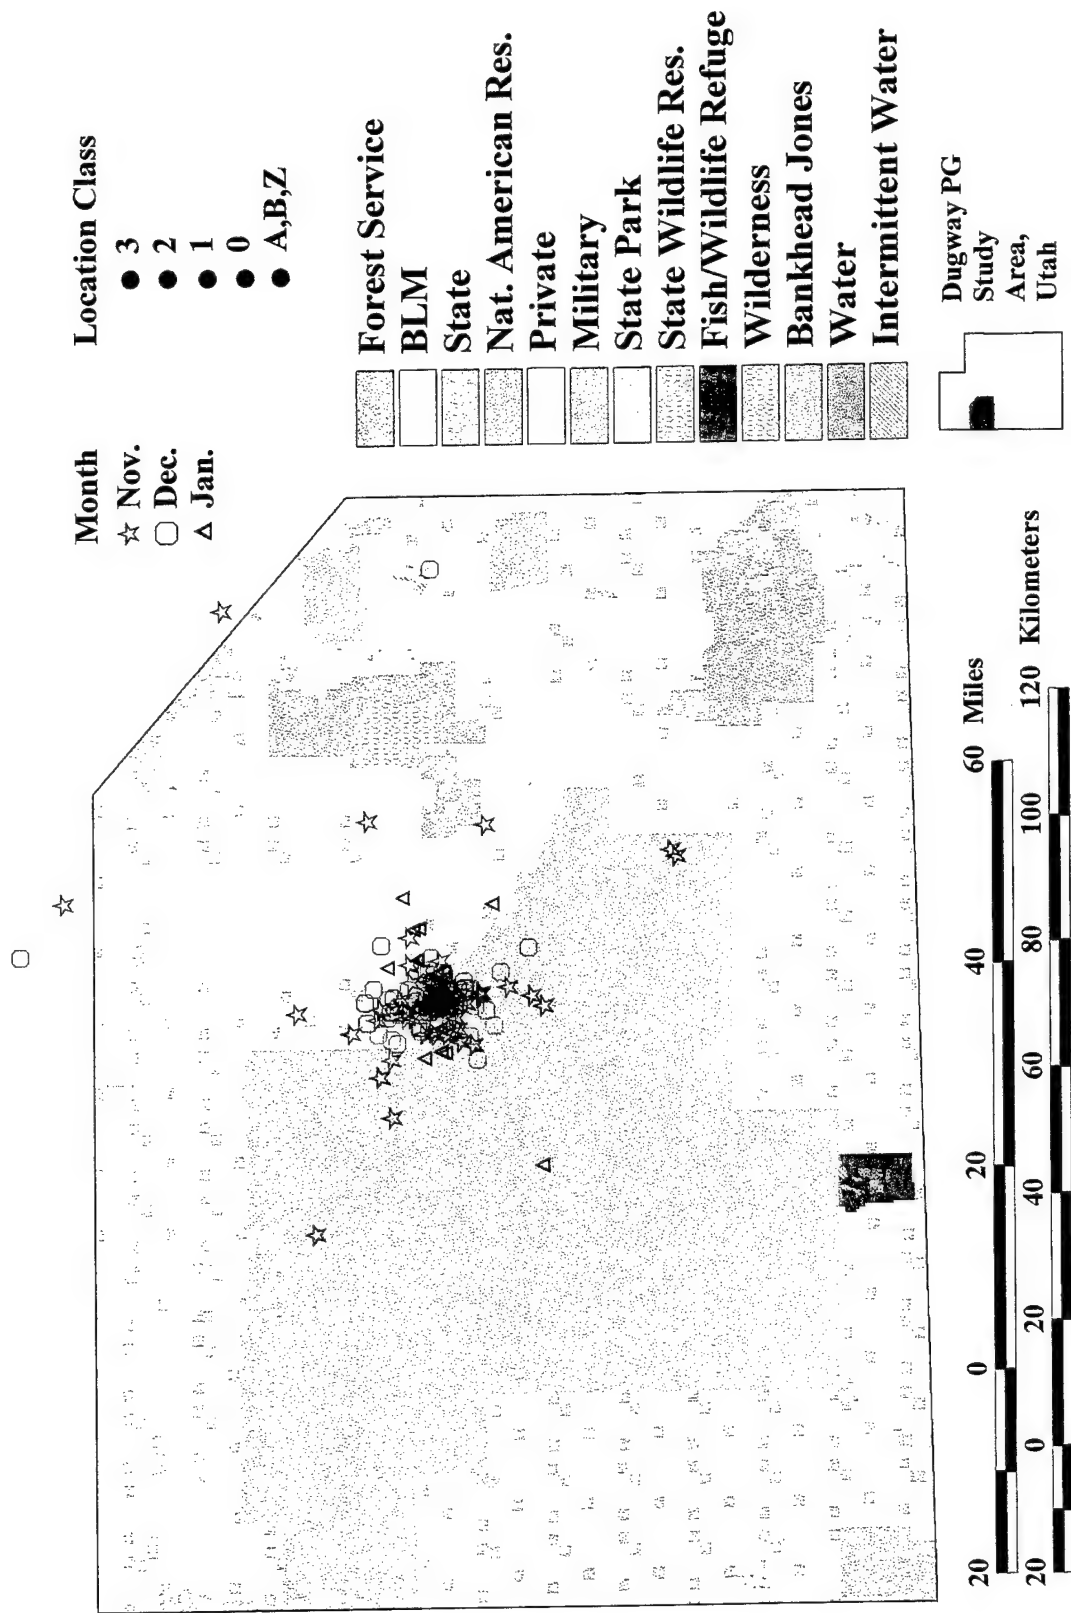 Month
Nov.
Dec.
Jan.
Location Class
3
2
1
0
A,B,Z
Forest Service
BLM
State
Nat. American Res.
Private
Military
State Park
State Wildlife Res.
Fish/Wildlife Refuge
Wilderness
Bankhead Jones
Water
Intermittent Water
Dugway PG
Study
Area,
Utah
20 0 20 40 60 Miles
20 0 20 40 60 80 100 120 Kilometers